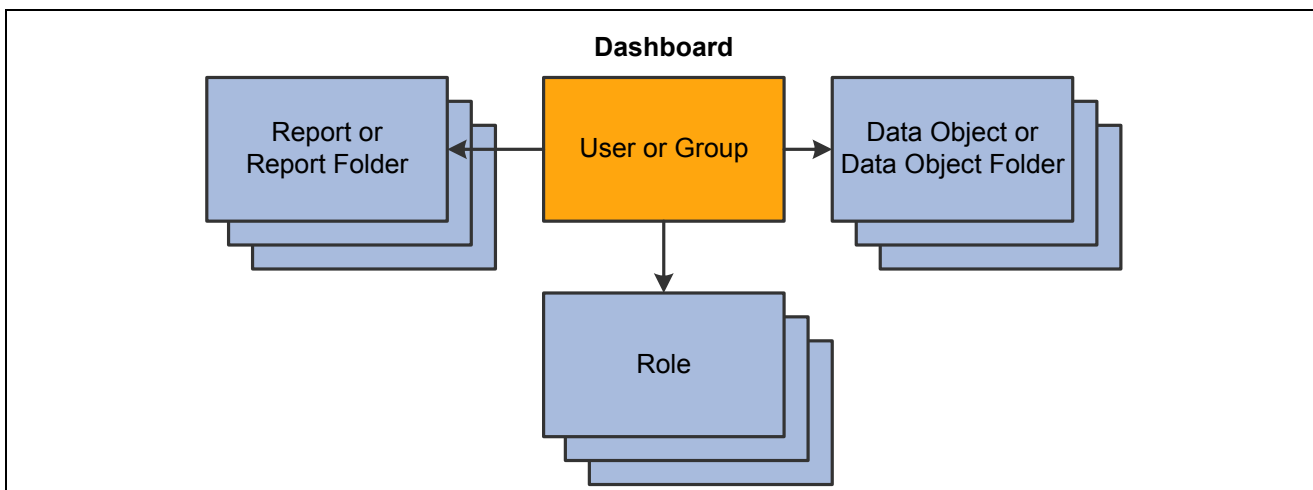 Dashboard
Report or
Report Folder
User or Group
Data Object or
Data Object Folder
Role